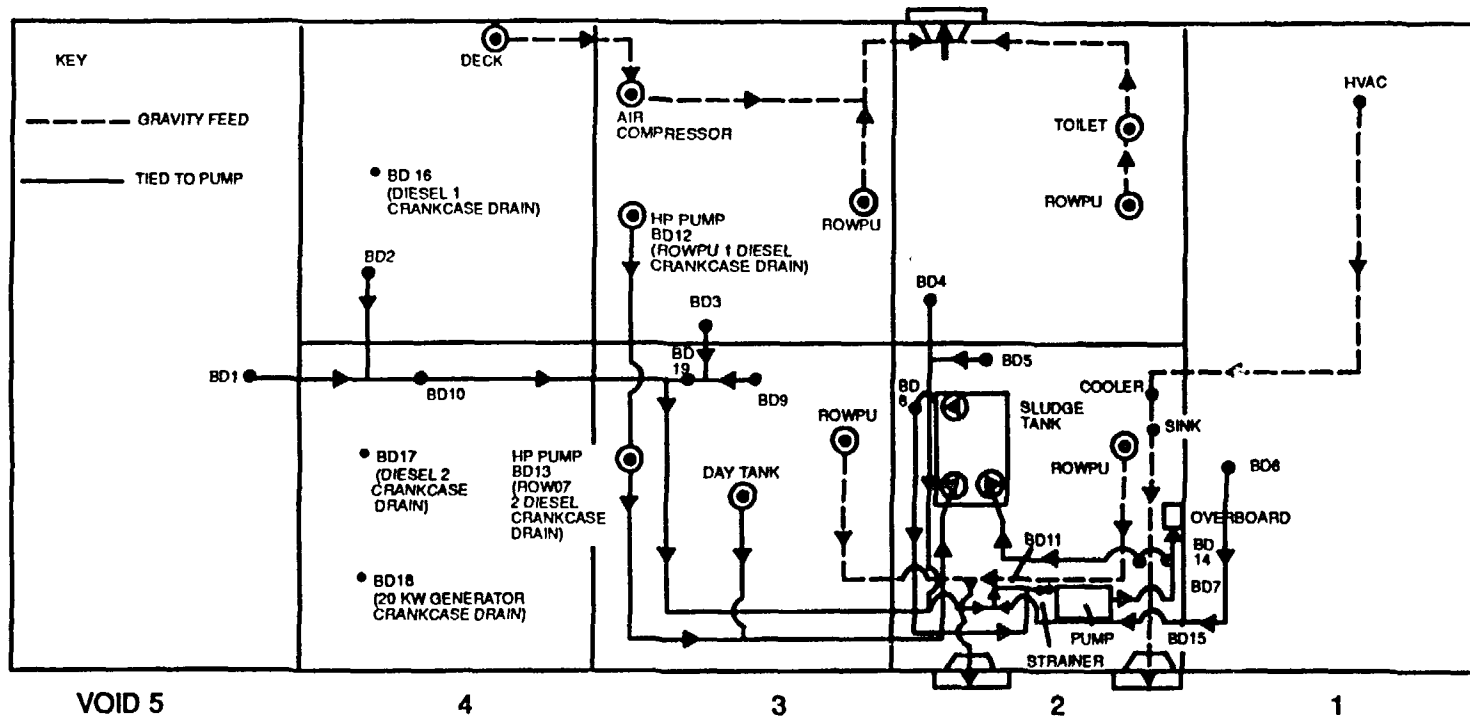 KEY
GRAVITY FEED
TIED TO PUMP
DECK
AIR
COMPRESSOR
BD 16
(DIESEL 1
CRANKCASE DRAIN)
BD2
HP PUMP
BD12
(ROWPU 1 DIESEL
CRANKCASE DRAIN)
ROWPU
TOILET
ROWPU
HVAC
BD3
BD4
BD5
BD1
BD10
BD
19
BD9
BD
8
SLUDGE
TANK
COOLER
SINK
ROWPU
ROWPU
BD6
BD17
(DIESEL 2
CRANKCASE
DRAIN)
HP PUMP
BD13
(ROW07
2 DIESEL
CRANKCASE
DRAIN)
DAY TANK
OVERBOARD
BD11
BD
14
BD7
BD18
(20 KW GENERATOR
CRANKCASE DRAIN)
PUMP
BD15
STRAINER
VOID 5
4
3
2
1